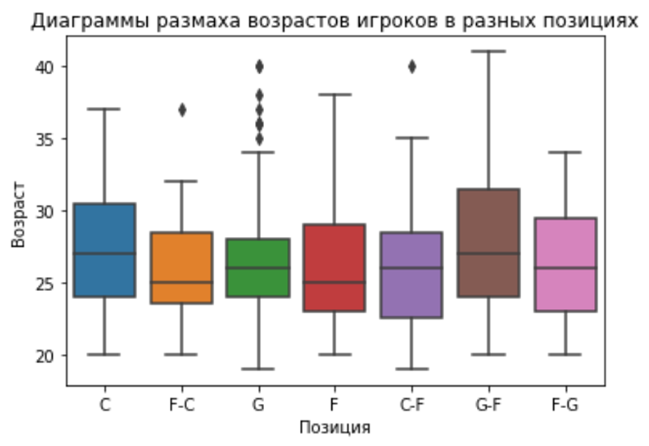 Диаграммы размаха возрастов игроков в разных позициях
40
35
30
25
20
Возраст
C F-C G F C-F G-F F-G
Позиция